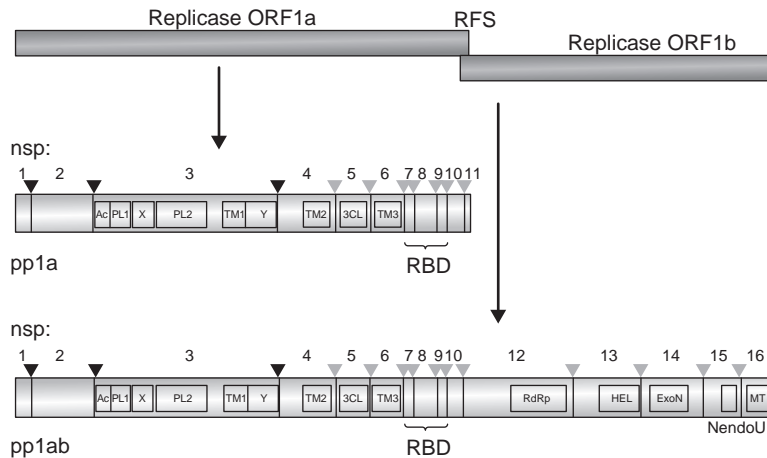 Replicase ORF1a
RFS
Replicase ORF1b
nsp:
1 2 3 4 5 6 7 8 9 10 11
Ac PL1 X PL2 TM1 Y TM2 3CL TM3
RBD
pp1a
nsp:
1 2 3 4 5 6 7 8 9 10 12 13 14 15 16
Ac PL1 X PL2 TM1 Y TM2 3CL TM3 RdRp HEL ExoN MT
NendoU
RBD
pp1ab